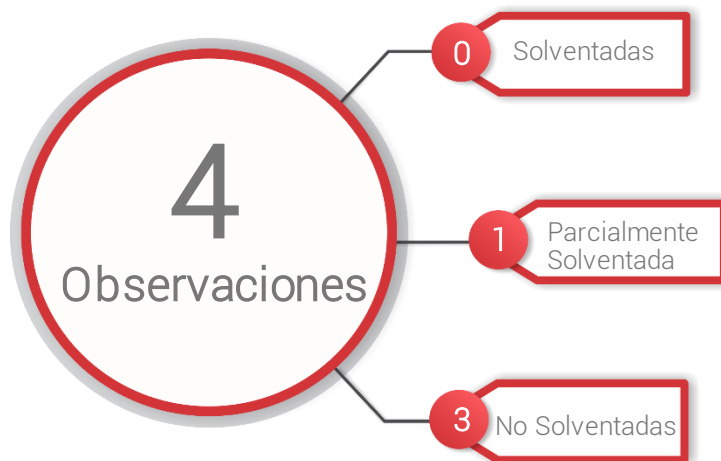 4
Observaciones
0
Solventadas
1
Parcialmente
Solventada
3
No Solventadas